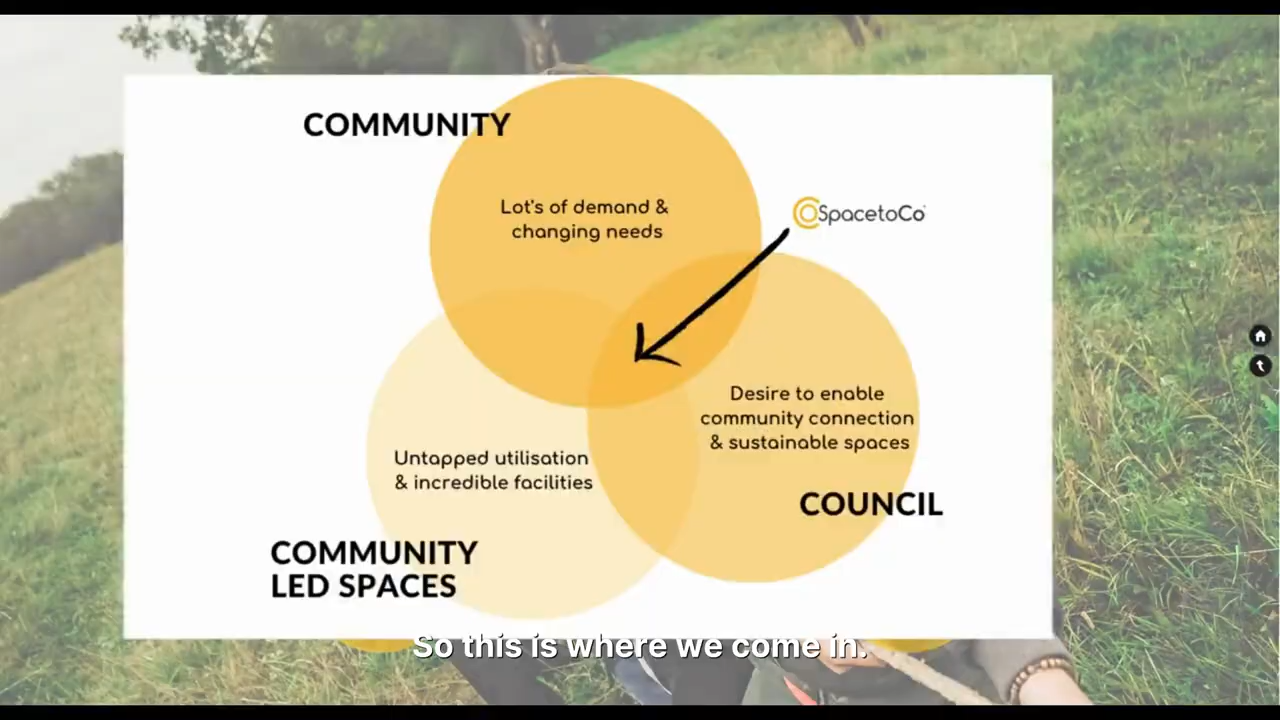 COMMUNITY
Lot's of demand &
changing needs
SpacetoCo
Desire to enable
community connection
& sustainable spaces
Untapped utilisation
& incredible facilities
COUNCIL
COMMUNITY
LED SPACES
So this is where we come in.